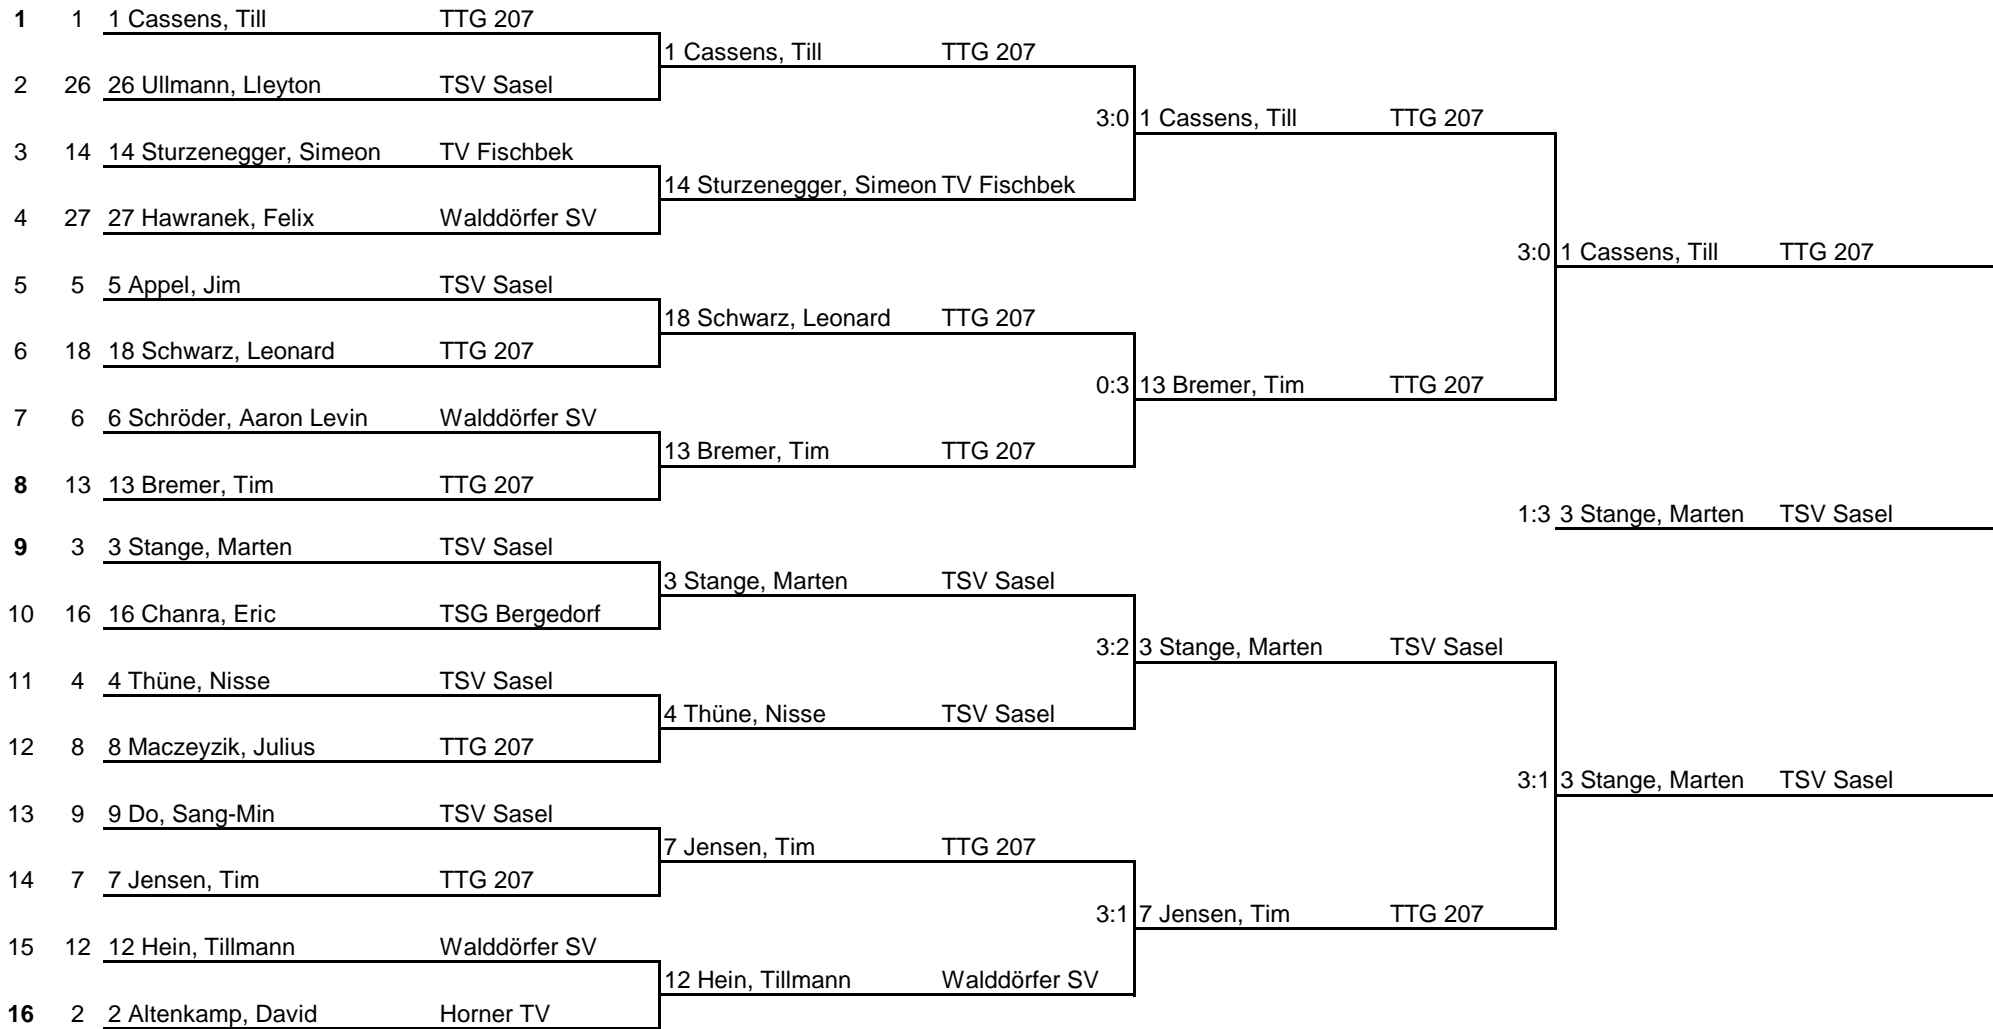 1 1 1 Cassens, Till TTG 207
1 Cassens, Till TTG 207
2 26 26 Ullmann, Lleyton TSV Sasel
3:0 1 Cassens, Till TTG 207
3 14 14 Sturzenegger, Simeon TV Fischbek
14 Sturzenegger, Simeon TV Fischbek
4 27 27 Hawranek, Felix Walddörfer SV
3:0 1 Cassens, Till TTG 207
5 5 5 Appel, Jim TSV Sasel
18 Schwarz, Leonard TTG 207
6 18 18 Schwarz, Leonard TTG 207
0:3 13 Bremer, Tim TTG 207
7 6 6 Schröder, Aaron Levin Walddörfer SV
13 Bremer, Tim TTG 207
8 13 13 Bremer, Tim TTG 207
1:3 3 Stange, Marten TSV Sasel
9 3 3 Stange, Marten TSV Sasel
3 Stange, Marten TSV Sasel
10 16 16 Chanra, Eric TSG Bergedorf
3:2 3 Stange, Marten TSV Sasel
11 4 4 Thüne, Nisse TSV Sasel
4 Thüne, Nisse TSV Sasel
12 8 8 Maczeyzik, Julius TTG 207
3:1 3 Stange, Marten TSV Sasel
13 9 9 Do, Sang-Min TSV Sasel
7 Jensen, Tim TTG 207
14 7 7 Jensen, Tim TTG 207
3:1 7 Jensen, Tim TTG 207
15 12 12 Hein, Tillmann Walddörfer SV
12 Hein, Tillmann Walddörfer SV
16 2 2 Altenkamp, David Horner TV